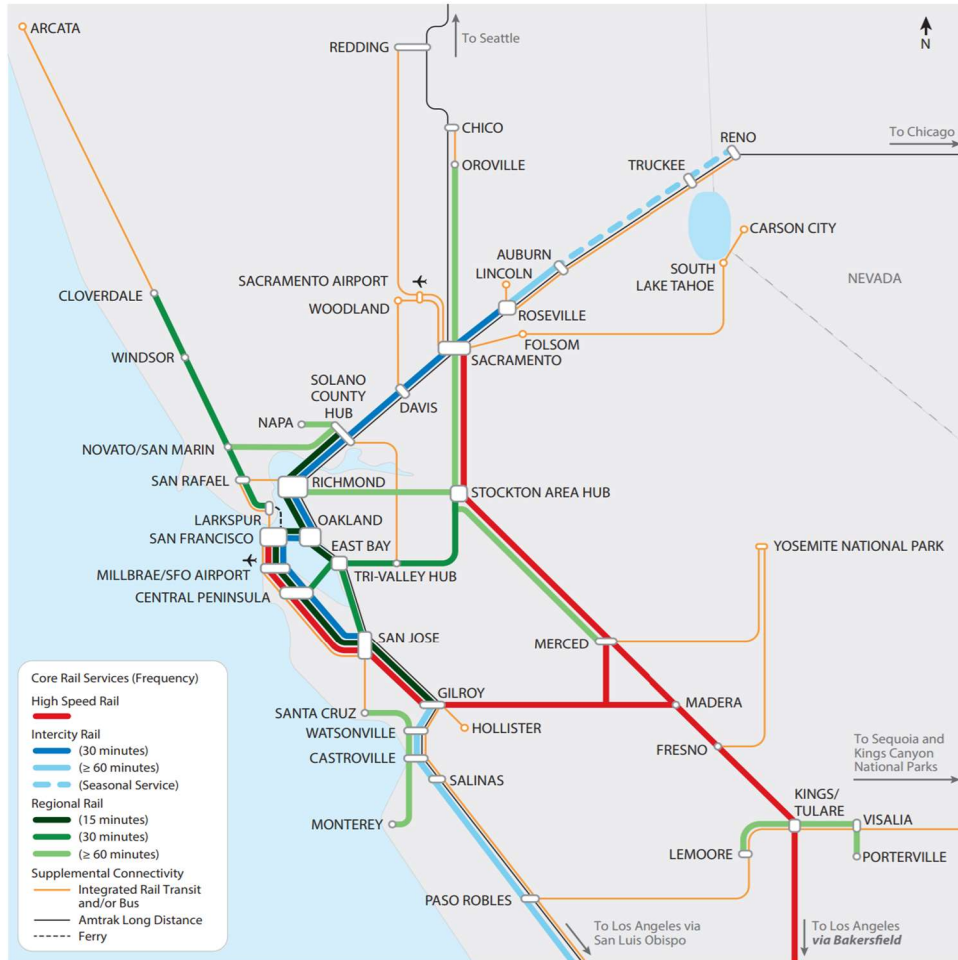 ARCATA
REDDING
To Seattle
N
CHICO
RENO
To Chicago
OROVILLE
TRUCKEE
CARSON CITY
AUBURN
SACRAMENTO AIRPORT
LINCOLN
SOUTH
LAKE TAHOE
NEVADA
CLOVERDALE
WOODLAND
ROSEVILLE
FOLSOM
WINDSOR
SACRAMENTO
SOLANO
COUNTY
HUB
DAVIS
NAPA
NOVATO/SAN MARIN
SAN RAFAEL
RICHMOND
STOCKTON AREA HUB
LARKSPUR
OAKLAND
SAN FRANCISCO
EAST BAY
YOSEMITE NATIONAL PARK
MILLBRAE/SFO AIRPORT
TRI-VALLEY HUB
CENTRAL PENINSULA
SAN JOSE
MERCED
GILROY
MADERA
SANTA CRUZ
HOLLISTER
WATSONVILLE
FRESNO
CASTROVILLE
To Sequoia and
Kings Canyon
National Parks
SALINAS
KINGS/
TULARE
VISALIA
MONTEREY
LEMOORE
PORTERVILLE
PASO ROBLES
To Los Angeles via
San Luis Obispo
To Los Angeles
via Bakersfield
Core Rail Services (Frequency)
High Speed Rail
Intercity Rail
(30 minutes)
(≥ 60 minutes)
(Seasonal Service)
Regional Rail
(15 minutes)
(30 minutes)
(≥ 60 minutes)
Supplemental Connectivity
Integrated Rail Transit
and/or Bus
Amtrak Long Distance
Ferry